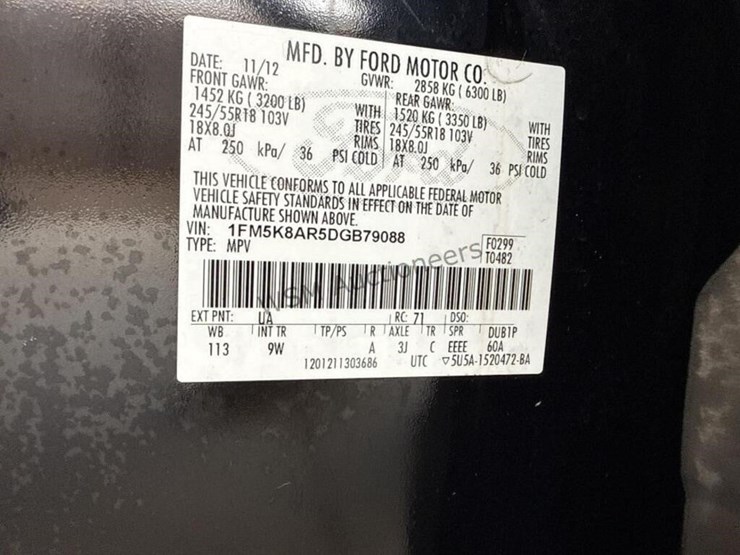 MFD. BY FORD MOTOR CO.
DATE: 11/12 GVWR: 2858 KG ( 6300 LB)
FRONT GAWR: REAR GAWR:
1452 KG ( 3200 LB) WITH 1520 KG ( 3350 LB) WITH
245/55R18 103V TIRES 245/55R18 103V TIRES
18X8.0J RIMS 18X8.0J RIMS
AT 250 kPa/ 36 PSI COLD AT 250 kPa/ 36 PSI COLD
THIS VEHICLE CONFORMS TO ALL APPLICABLE FEDERAL MOTOR
VEHICLE SAFETY STANDARDS IN EFFECT ON THE DATE OF
MANUFACTURE SHOWN ABOVE.
VIN: 1FM5K8AR5DGB79088
TYPE: MPV
F0299
T0482
WSM Auctioneers
EXT PNT: UA RC: 71 DSO:
WB INT TR TP/PS R AXLE TR SPR DUB1P
113 9W A 3J C EEEE 60A
1201211303686 UTC ▽5U5A-1520472-BA